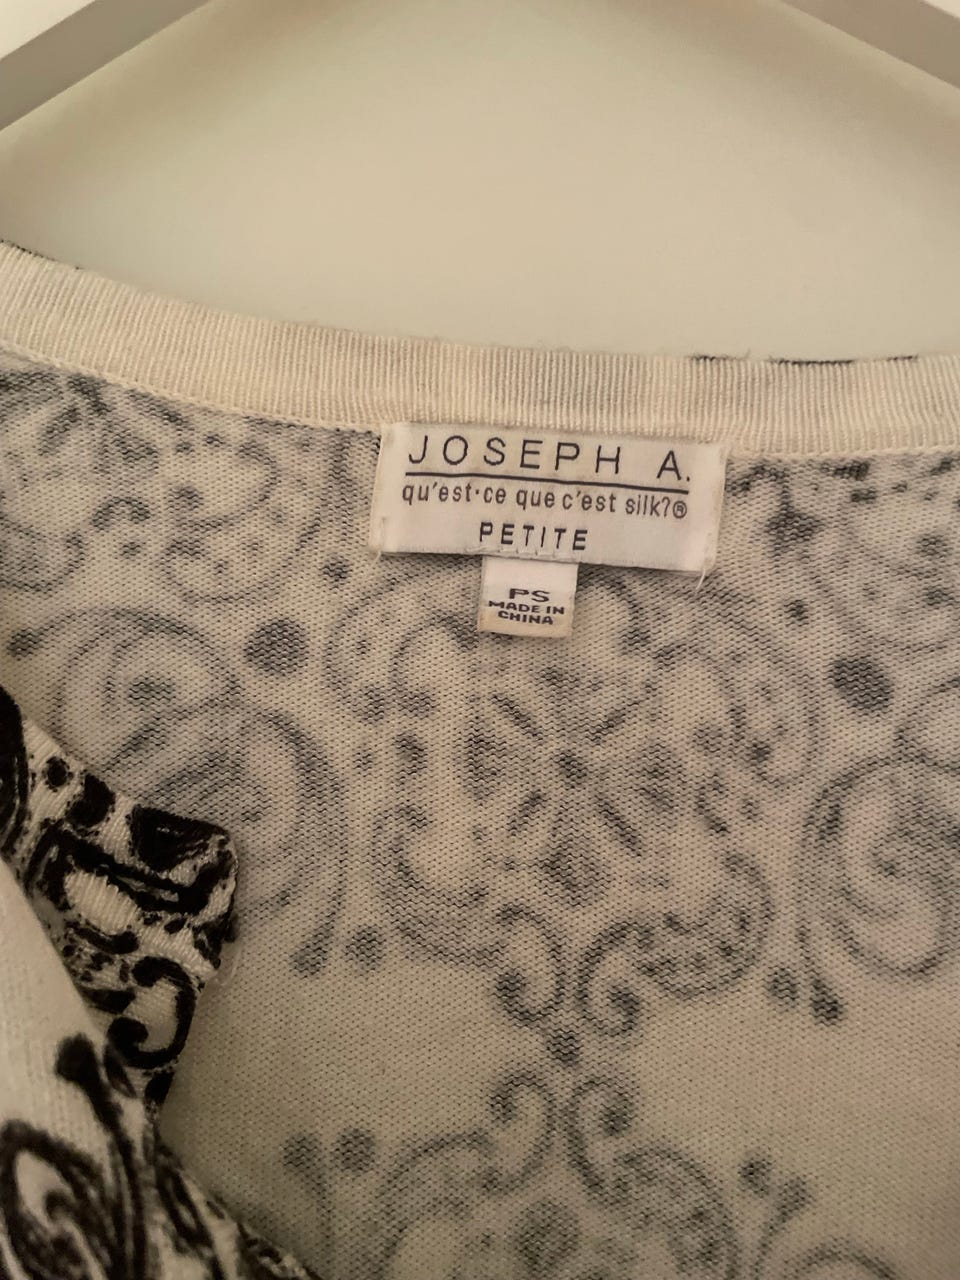 JOSEPH A.
qu'est·ce que c'est silk?®
PETITE
PS
MADE IN
CHINA